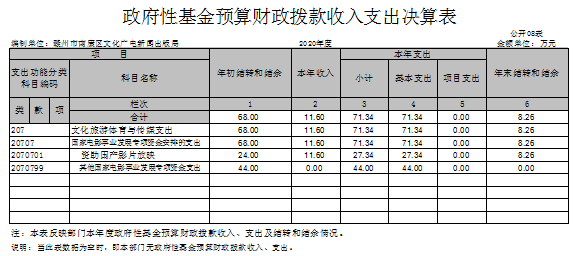 政府性基金预算财政拨款收入支出决算表
公开08表
编制单位：赣州市南康区文化广电新闻出版局 2020年度 金额单位：万元
项 目 年初结转和结余 本年收入 本年支出 年末结转和结余
支出功能分类科目编码 科目名称 小计 基本支出 项目支出
类 款 项 栏次 1 2 3 4 5 6
合计 68.00 11.60 71.34 71.34 0.00 8.26
207 文化旅游体育与传媒支出 68.00 11.60 71.34 71.34 0.00 8.26
20707 国家电影事业发展专项资金安排的支出 68.00 11.60 71.34 71.34 0.00 8.26
2070701 资助国产影片放映 24.00 11.60 27.34 27.34 0.00 8.26
2070799 其他国家电影事业发展专项资金支出 44.00 0.00 44.00 44.00 0.00 0.00
注：本表反映部门本年度政府性基金预算财政拨款收入、支出及结转和结余情况。
说明：当此表数据为空时，即本部门无政府性基金预算财政拨款收入、支出。